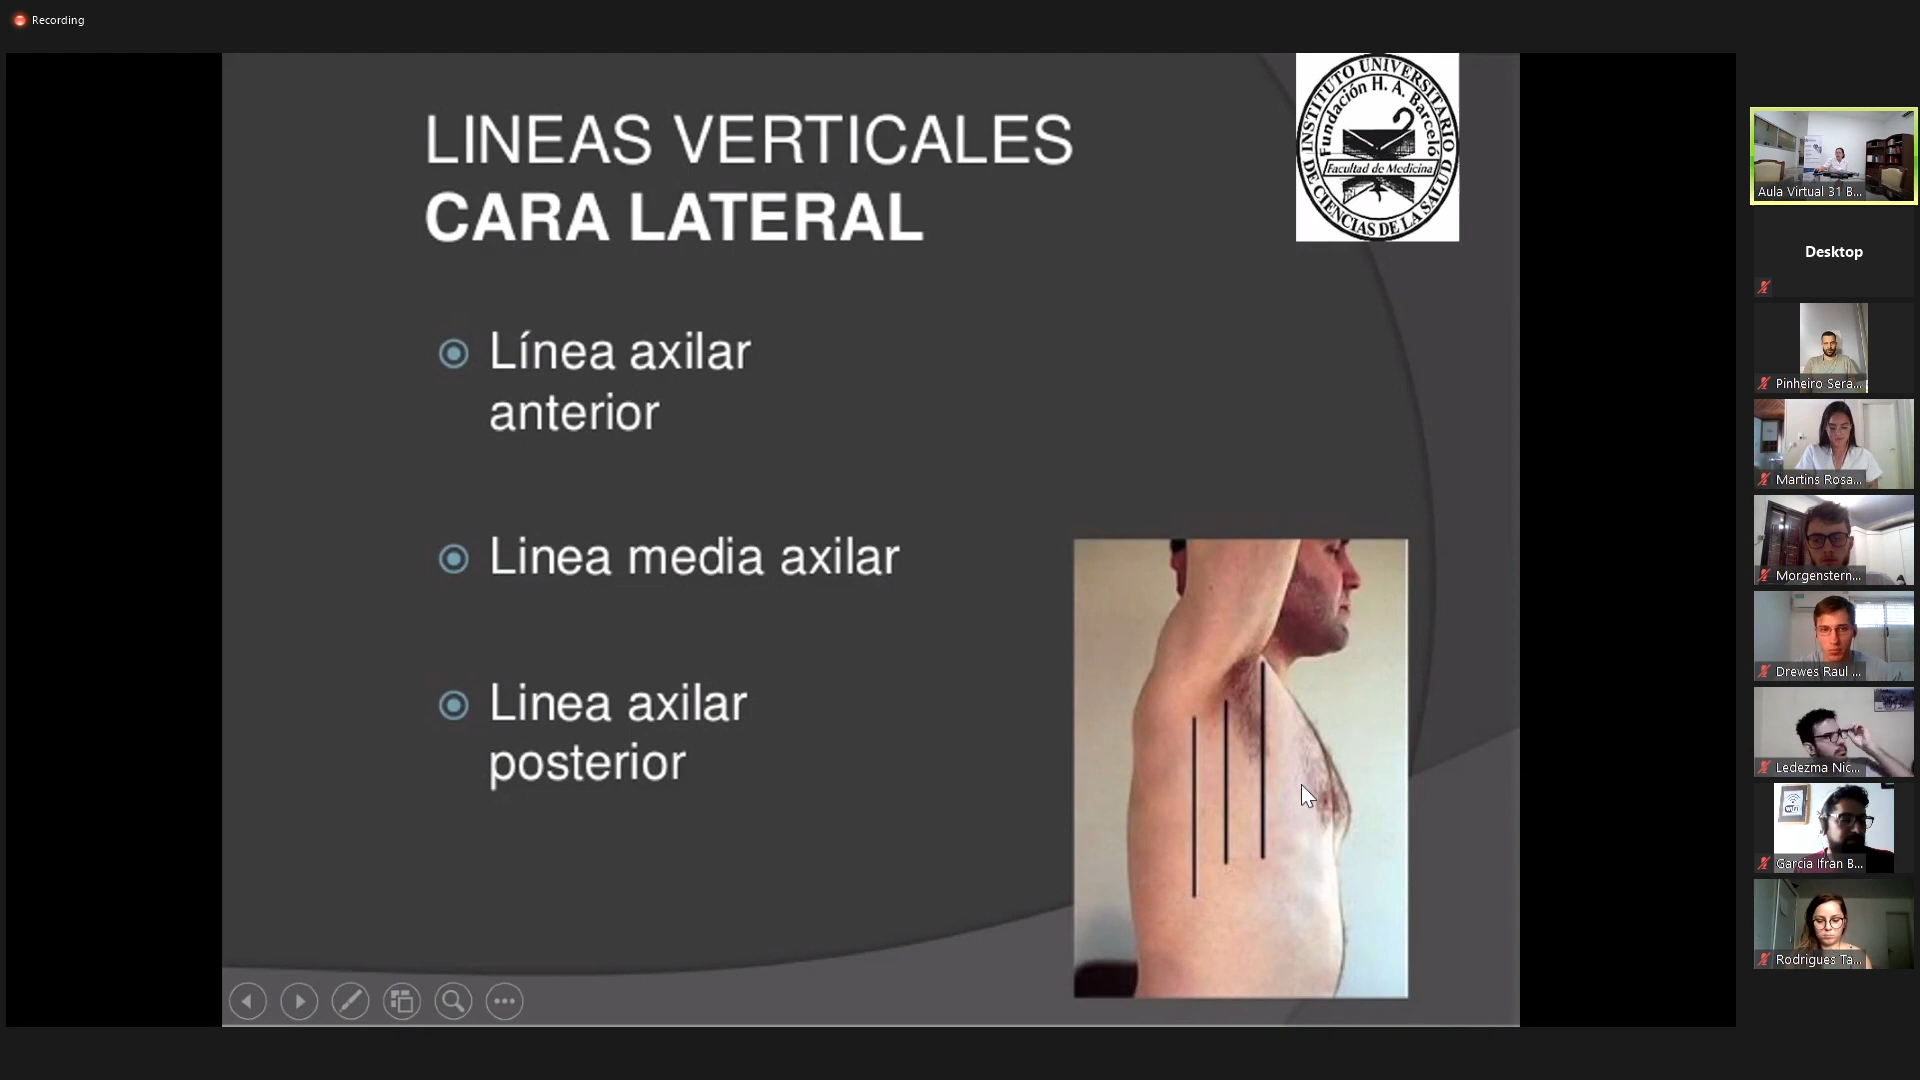 Recording
LINEAS VERTICALES
CARA LATERAL
INSTITUTO UNIVERSITARIO
DE CIENCIAS DE LA SALUD
Fundación H. A. Barceló
Facultad de Medicina
Línea axilar
anterior
Linea media axilar
Linea axilar
posterior
Aula Virtual 31 B...
Desktop
Pinheiro Sera...
Martins Rosa...
Morgenstern...
Drewes Raul ...
Ledezma Nic...
Garcia Ifran B...
Rodrigues Ta...